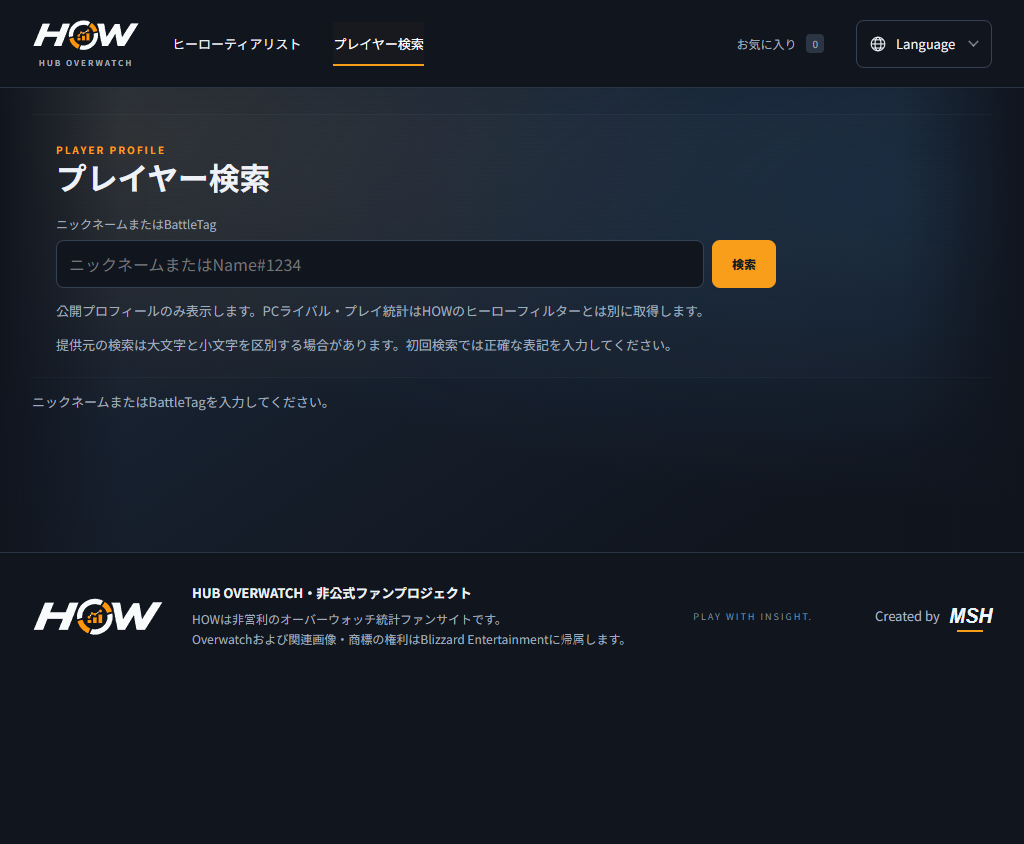 HOW
HUB OVERWATCH
ヒーローティアリスト
プレイヤー検索
お気に入り 0
Language
PLAYER PROFILE
プレイヤー検索
ニックネームまたはBattleTag
ニックネームまたはName#1234
検索
公開プロフィールのみ表示します。PCライバル・プレイ統計はHOWのヒーローフィルターとは別に取得します。
提供元の検索は大文字と小文字を区別する場合があります。初回検索では正確な表記を入力してください。
ニックネームまたはBattleTagを入力してください。
HOW
HUB OVERWATCH・非公式ファンプロジェクト
HOWは非営利のオーバーウォッチ統計ファンサイトです。
Overwatchおよび関連画像・商標の権利はBlizzard Entertainmentに帰属します。
PLAY WITH INSIGHT.
Created by MSH